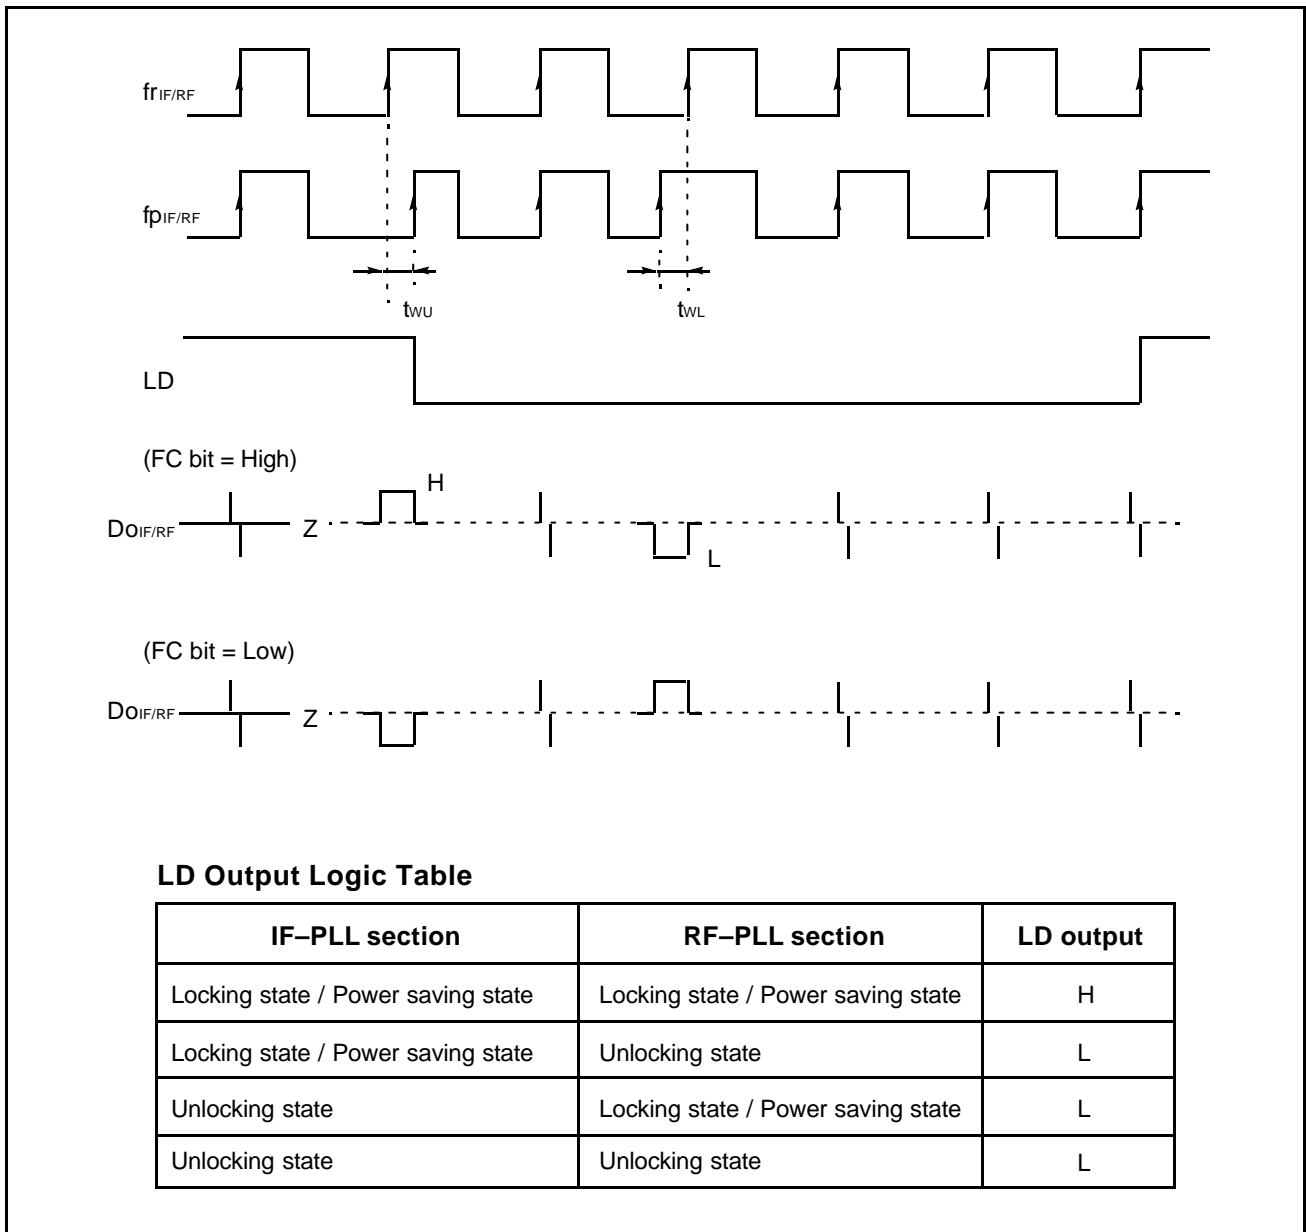 frIF/RF
fpIF/RF
tWU
tWL
LD
(FC bit = High)
H
DoIF/RF
Z
L
(FC bit = Low)
DoIF/RF
Z
LD Output Logic Table
IF–PLL section RF–PLL section LD output
Locking state / Power saving state Locking state / Power saving state H
Locking state / Power saving state Unlocking state L
Unlocking state Locking state / Power saving state L
Unlocking state Unlocking state L